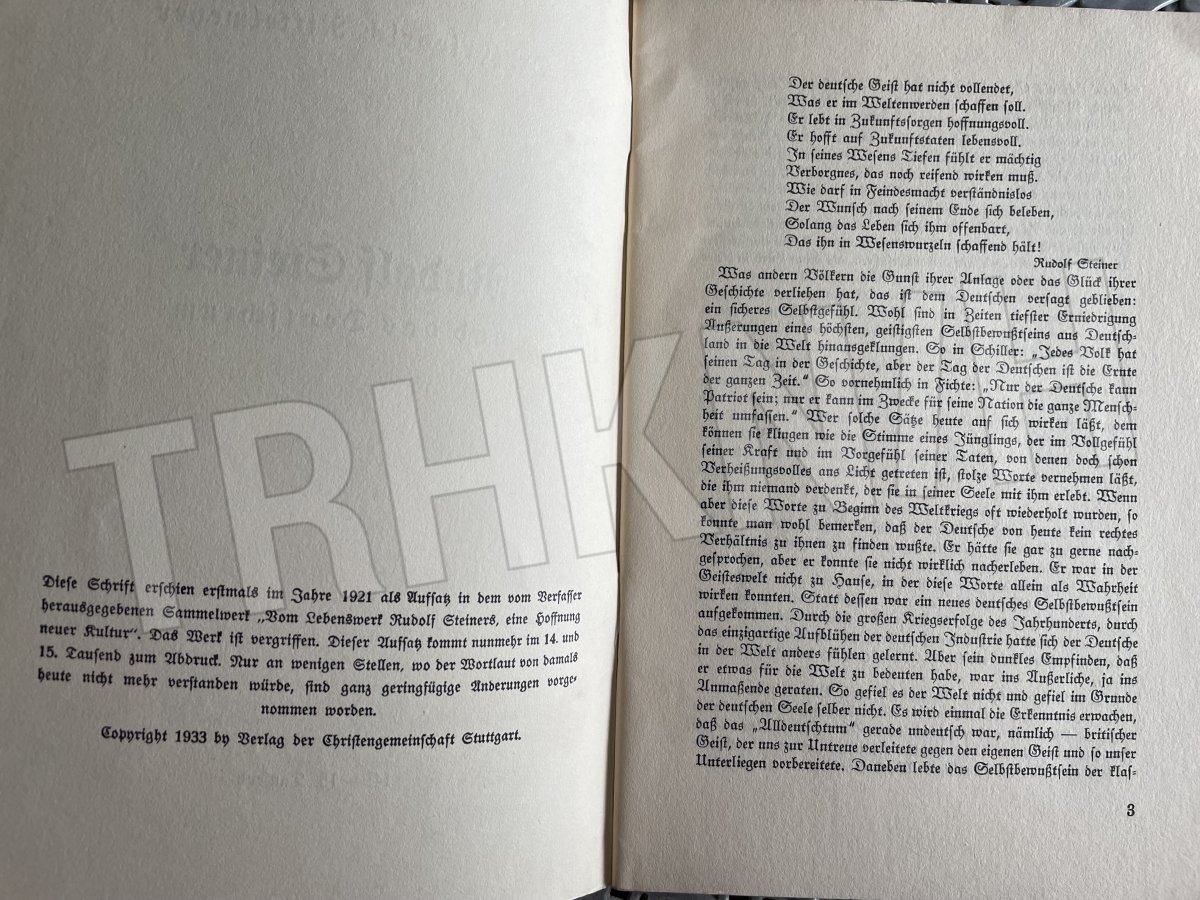 Diese Schrift erschien erstmals im Jahre 1921 als Aufsatz in dem vom Verfasser
herausgegebenen Sammelwerk „Vom Lebenswerk Rudolf Steiners, eine Hoffnung
neuer Kultur“. Das Werk ist vergriffen. Dieser Aufsatz kommt nunmehr im 14. und
15. Tausend zum Abdruck. Nur an wenigen Stellen, wo der Wortlaut von damals
heute nicht mehr verstanden würde, sind ganz geringfügige Änderungen vorge-
nommen worden.
Copyright 1933 by Verlag der Christengemeinschaft Stuttgart.
Der deutsche Geist hat nicht vollendet,
Was er im Weltenwerden schaffen soll.
Er lebt in Zukunftssorgen hoffnungsvoll.
Er hofft auf Zukunftstaten lebensvoll.
In seines Wesens Tiefen fühlt er mächtig
Verborgnes, das noch reifend wirken muß.
Wie darf in Feindesmacht verständnislos
Der Wunsch nach seinem Ende sich beleben,
Solang das Leben sich ihm offenbart,
Das ihn in Wesenswurzeln schaffend hält!
Rudolf Steiner
Was andern Völkern die Gunst ihrer Anlage oder das Glück ihrer
Geschichte verliehen hat, das ist dem Deutschen versagt geblieben:
ein sicheres Selbstgefühl. Wohl sind in Zeiten tiefster Erniedrigung
Äußerungen eines höchsten, geistigsten Selbstbewußtseins aus Deutsch-
land in die Welt hinansgeklungen. So in Schiller: „Jedes Volk hat
seinen Tag in der Geschichte, aber der Tag der Deutschen ist die Ernte
der ganzen Zeit.“ So vornehmlich in Fichte: „Nur der Deutsche kann
Patriot sein; nur er kann im Zwecke für seine Nation die ganze Mensch-
heit umfassen.“ Wer solche Sätze heute auf sich wirken läßt, dem
können sie klingen wie die Stimme eines Jünglings, der im Vollgefühl
seiner Kraft und im Vorgefühl seiner Taten, von denen doch schon
Verheißungsvolles ans Licht getreten ist, stolze Worte vernehmen läßt,
die ihm niemand verdenkt, der sie in seiner Seele mit ihm erlebt. Wenn
aber diese Worte zu Beginn des Weltkriegs oft wiederholt wurden, so
konnte man wohl bemerken, daß der Deutsche von heute kein rechtes
Verhältnis zu ihnen zu finden wußte. Er hätte sie gar zu gerne nach-
gesprochen, aber er konnte sie nicht wirklich nacherleben. Er war in der
Geisteswelt nicht zu Hause, in der diese Worte allein als Wahrheit
wirken konnten. Statt dessen war ein neues deutsches Selbstbewußtsein
aufgekommen. Durch die großen Kriegserfolge des Jahrhunderts, durch
das einzigartige Aufblühen der deutschen Industrie hatte sich der Deutsche
in der Welt anders fühlen gelernt. Aber sein dunkles Empfinden, daß
er etwas für die Welt zu bedeuten habe, war ins Äußerliche, ja ins
Anmaßende geraten. So gefiel es der Welt nicht und gefiel im Grunde
der deutschen Seele selber nicht. Es wird einmal die Erkenntnis erwachen,
daß das „Alldeutschtum“ gerade undeutsch war, nämlich — britischer
Geist, der uns zur Untreue verleitete gegen den eigenen Geist und so unser
Unterliegen vorbereitete. Daneben lebte das Selbstbewußtsein der klas-
3